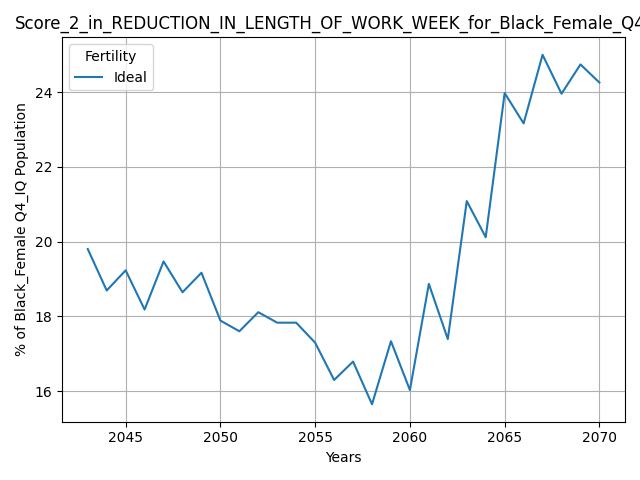 Score_2_in_REDUCTION_IN_LENGTH_OF_WORK_WEEK_for_Black_Female_Q4
Fertility
Ideal
% of Black_Female Q4_IQ Population
24
22
20
18
16
2045 2050 2055 2060 2065 2070
Years